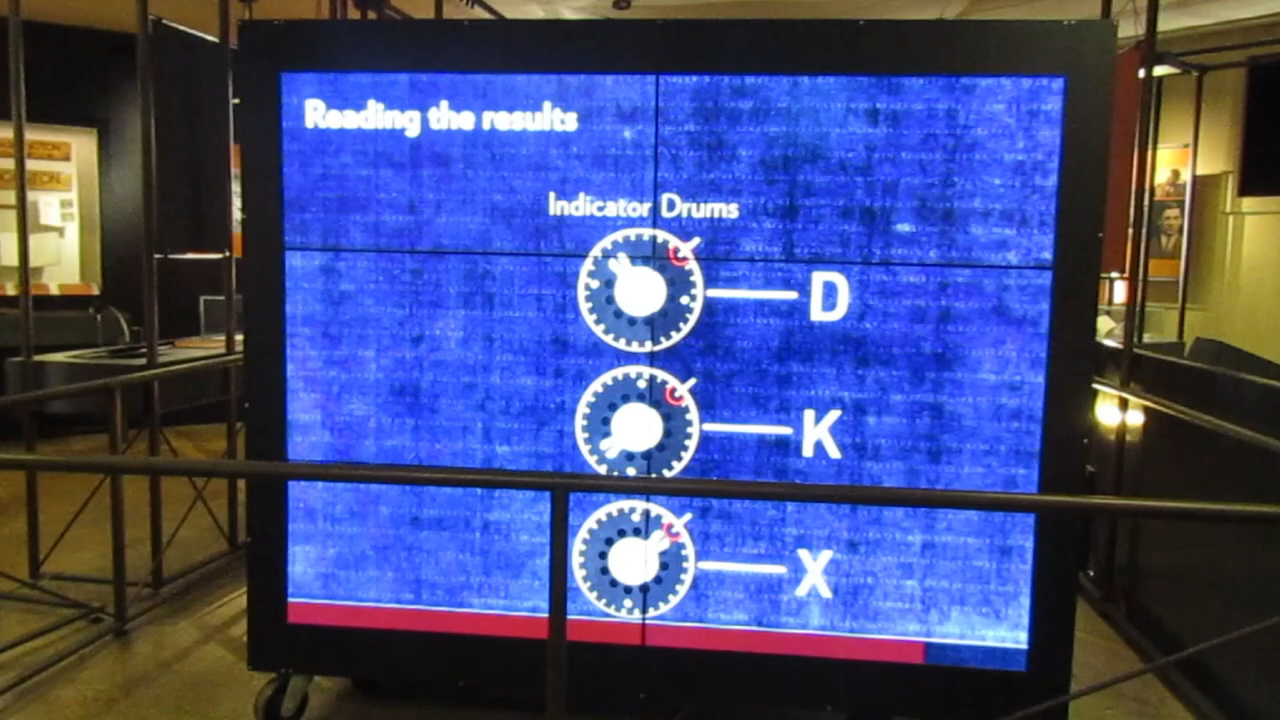 Reading the results
Indicator Drums
D
K
X